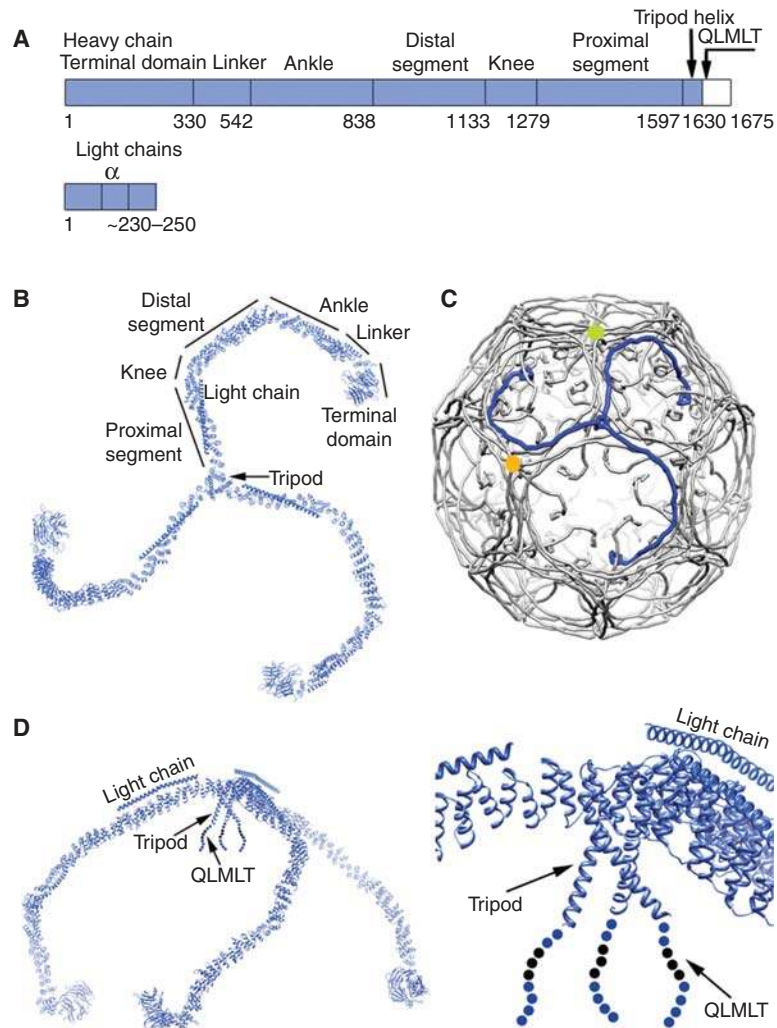 A
Heavy chain
Terminal domain
Linker
Ankle
Distal
segment
Knee
Proximal
segment
Tripod helix
QLMLT
1
330
542
838
1133
1279
1597
1630
1675
Light chains
α
1
~230–250
B
Distal
segment
Ankle
Linker
Knee
Light chain
Terminal
domain
Proximal
segment
Tripod
C
D
Light chain
Tripod
QLMLT
Light chain
Tripod
QLMLT